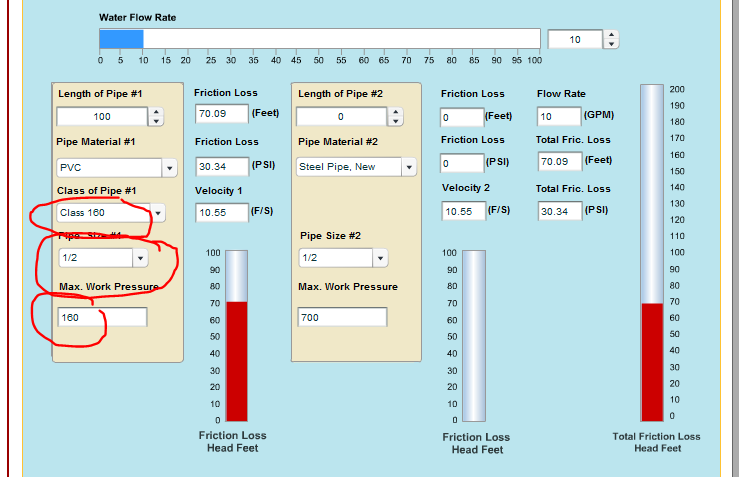 Water Flow Rate
10
0 5 10 15 20 25 30 35 40 45 50 55 60 65 70 75 80 85 90 95 100
Length of Pipe #1 Friction Loss Length of Pipe #2 Friction Loss Flow Rate
100 70.09 (Feet) 0 0 (Feet) 10 (GPM)
Pipe Material #1 Friction Loss Pipe Material #2 Friction Loss Total Fric. Loss
PVC 30.34 (PSI) Steel Pipe, New 0 (PSI) 70.09 (Feet)
Class of Pipe #1 Velocity 1 Velocity 2 Total Fric. Loss
Class 160 10.55 (F/S) 10.55 (F/S) 30.34 (PSI)
Pipe Size #1 Pipe Size #2
1/2 1/2
Max. Work Pressure Max. Work Pressure
160 700
100
90
80
70
60
50
40
30
20
10
0
Friction Loss
Head Feet
100
90
80
70
60
50
40
30
20
10
0
Friction Loss
Head Feet
200
190
180
170
160
150
140
130
120
110
100
90
80
70
60
50
40
30
20
10
0
Total Friction Loss
Head Feet